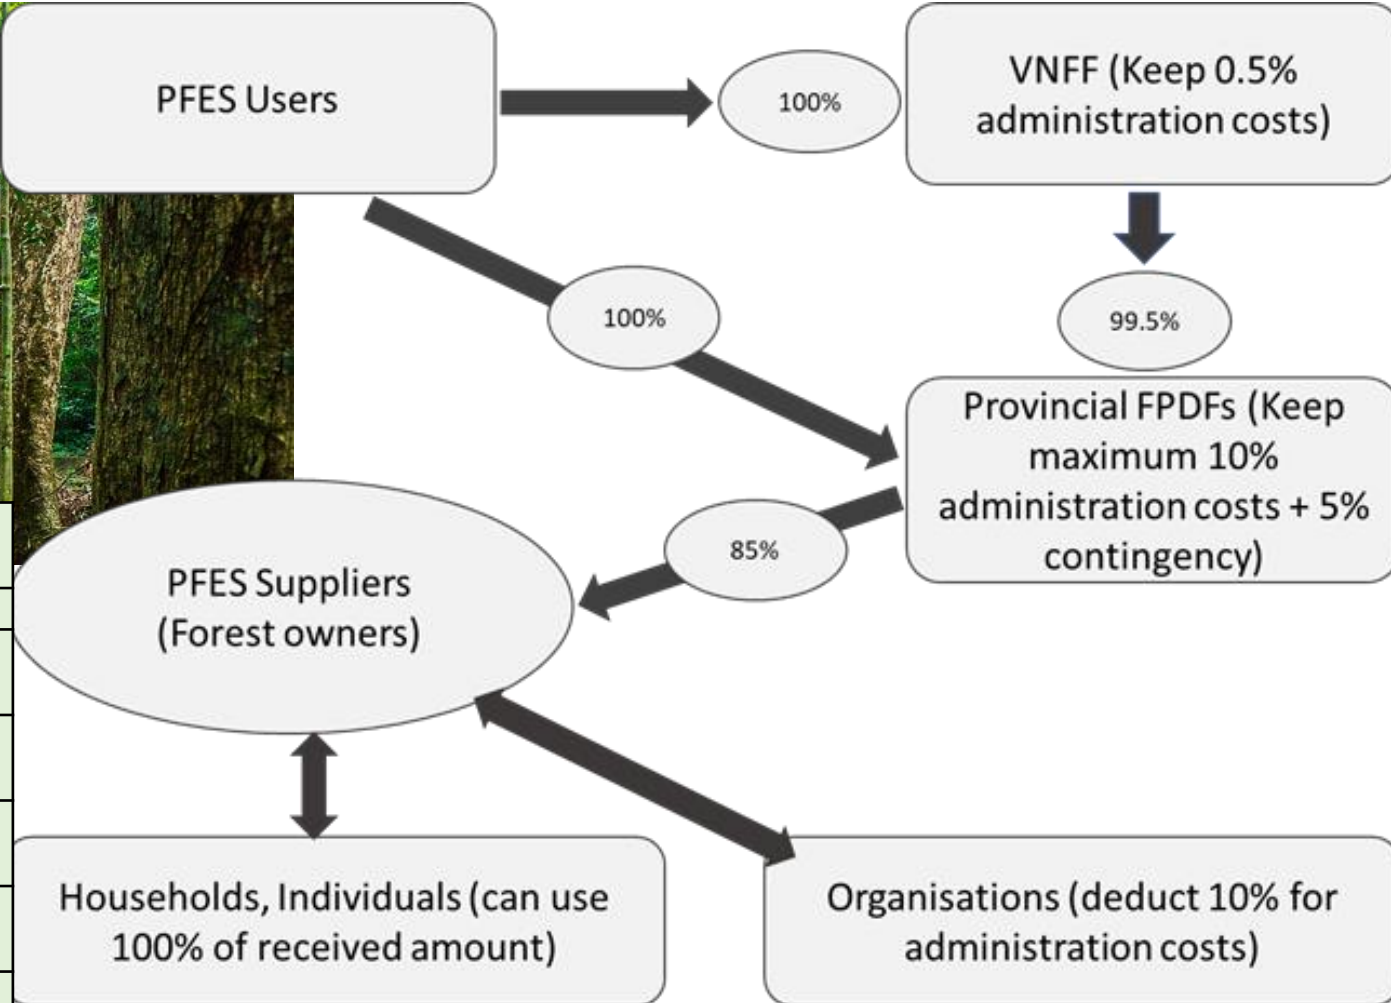 PFES Users
100%
VNFF (Keep 0.5%
administration costs)
100%
99.5%
Provincial FPDFs (Keep
maximum 10%
administration costs + 5%
contingency)
85%
PFES Suppliers
(Forest owners)
Households, Individuals (can use
100% of received amount)
Organisations (deduct 10% for
administration costs)